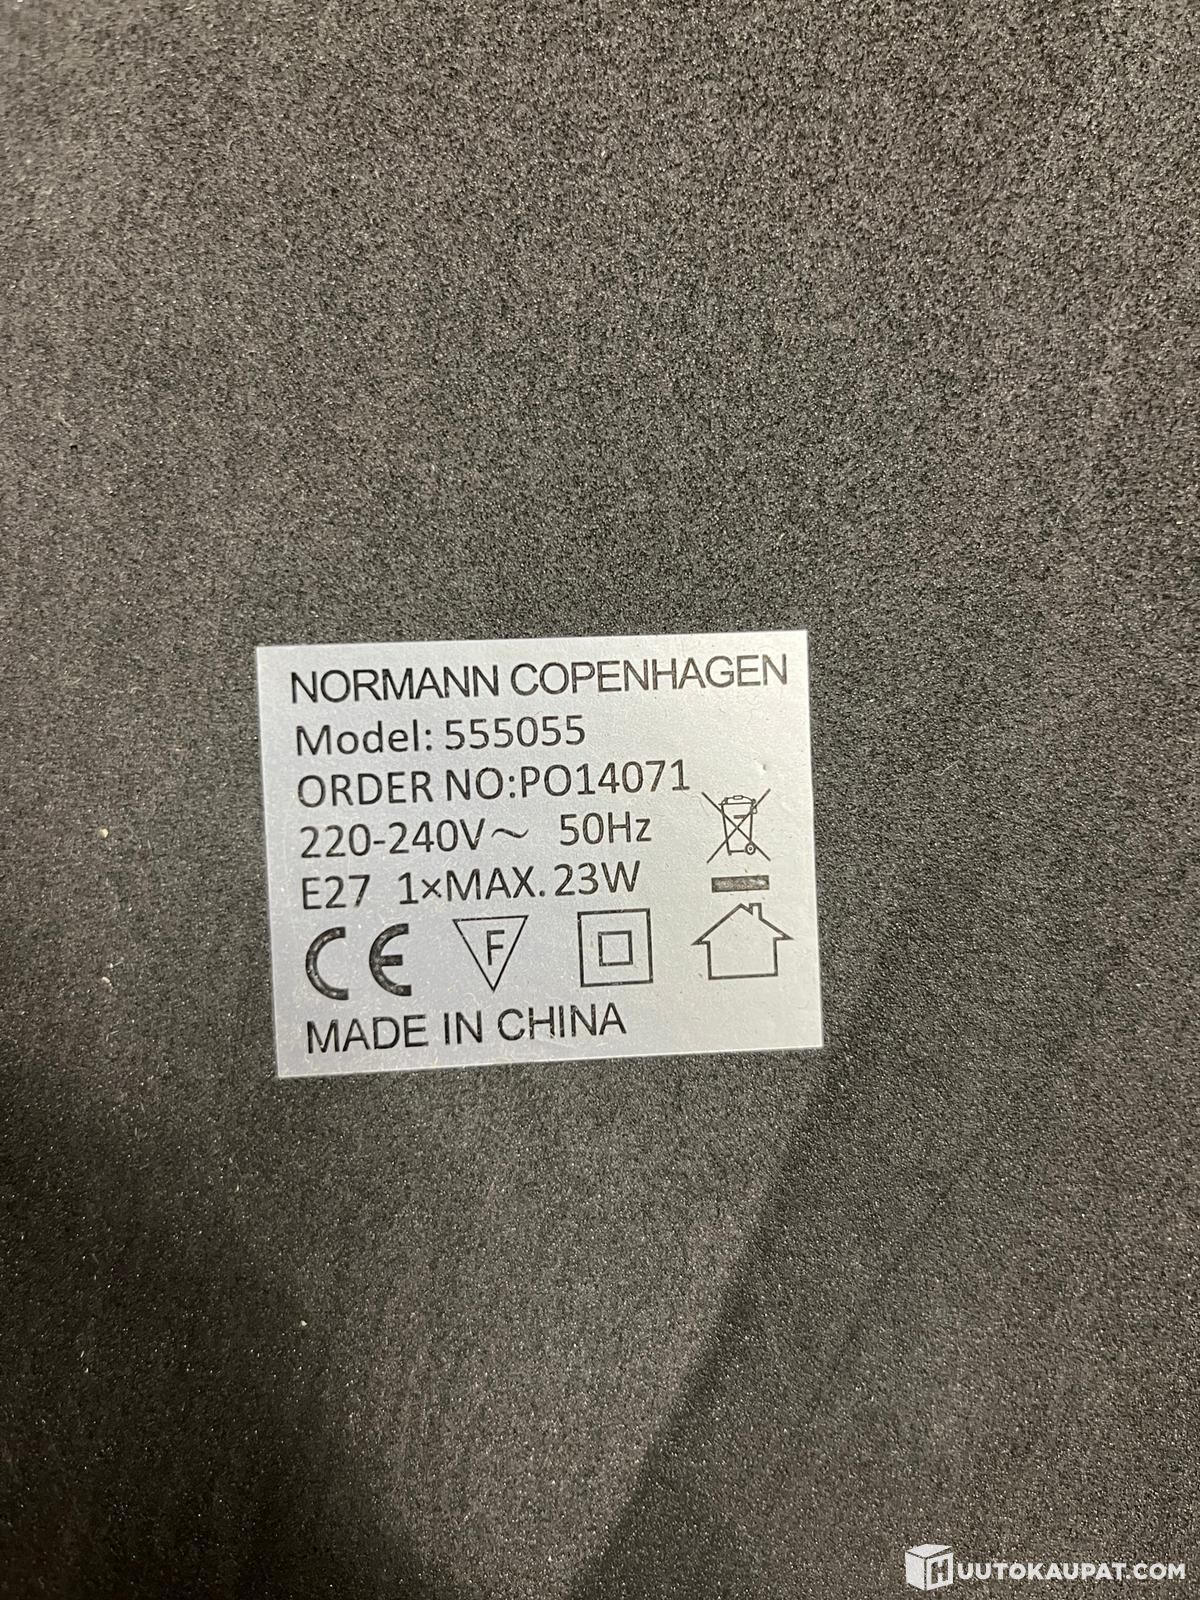 NORMANN COPENHAGEN
Model: 555055
ORDER NO:PO14071
220-240V~ 50Hz
E27 1×MAX. 23W
CE F
MADE IN CHINA
HUUTOKAUPAT.COM